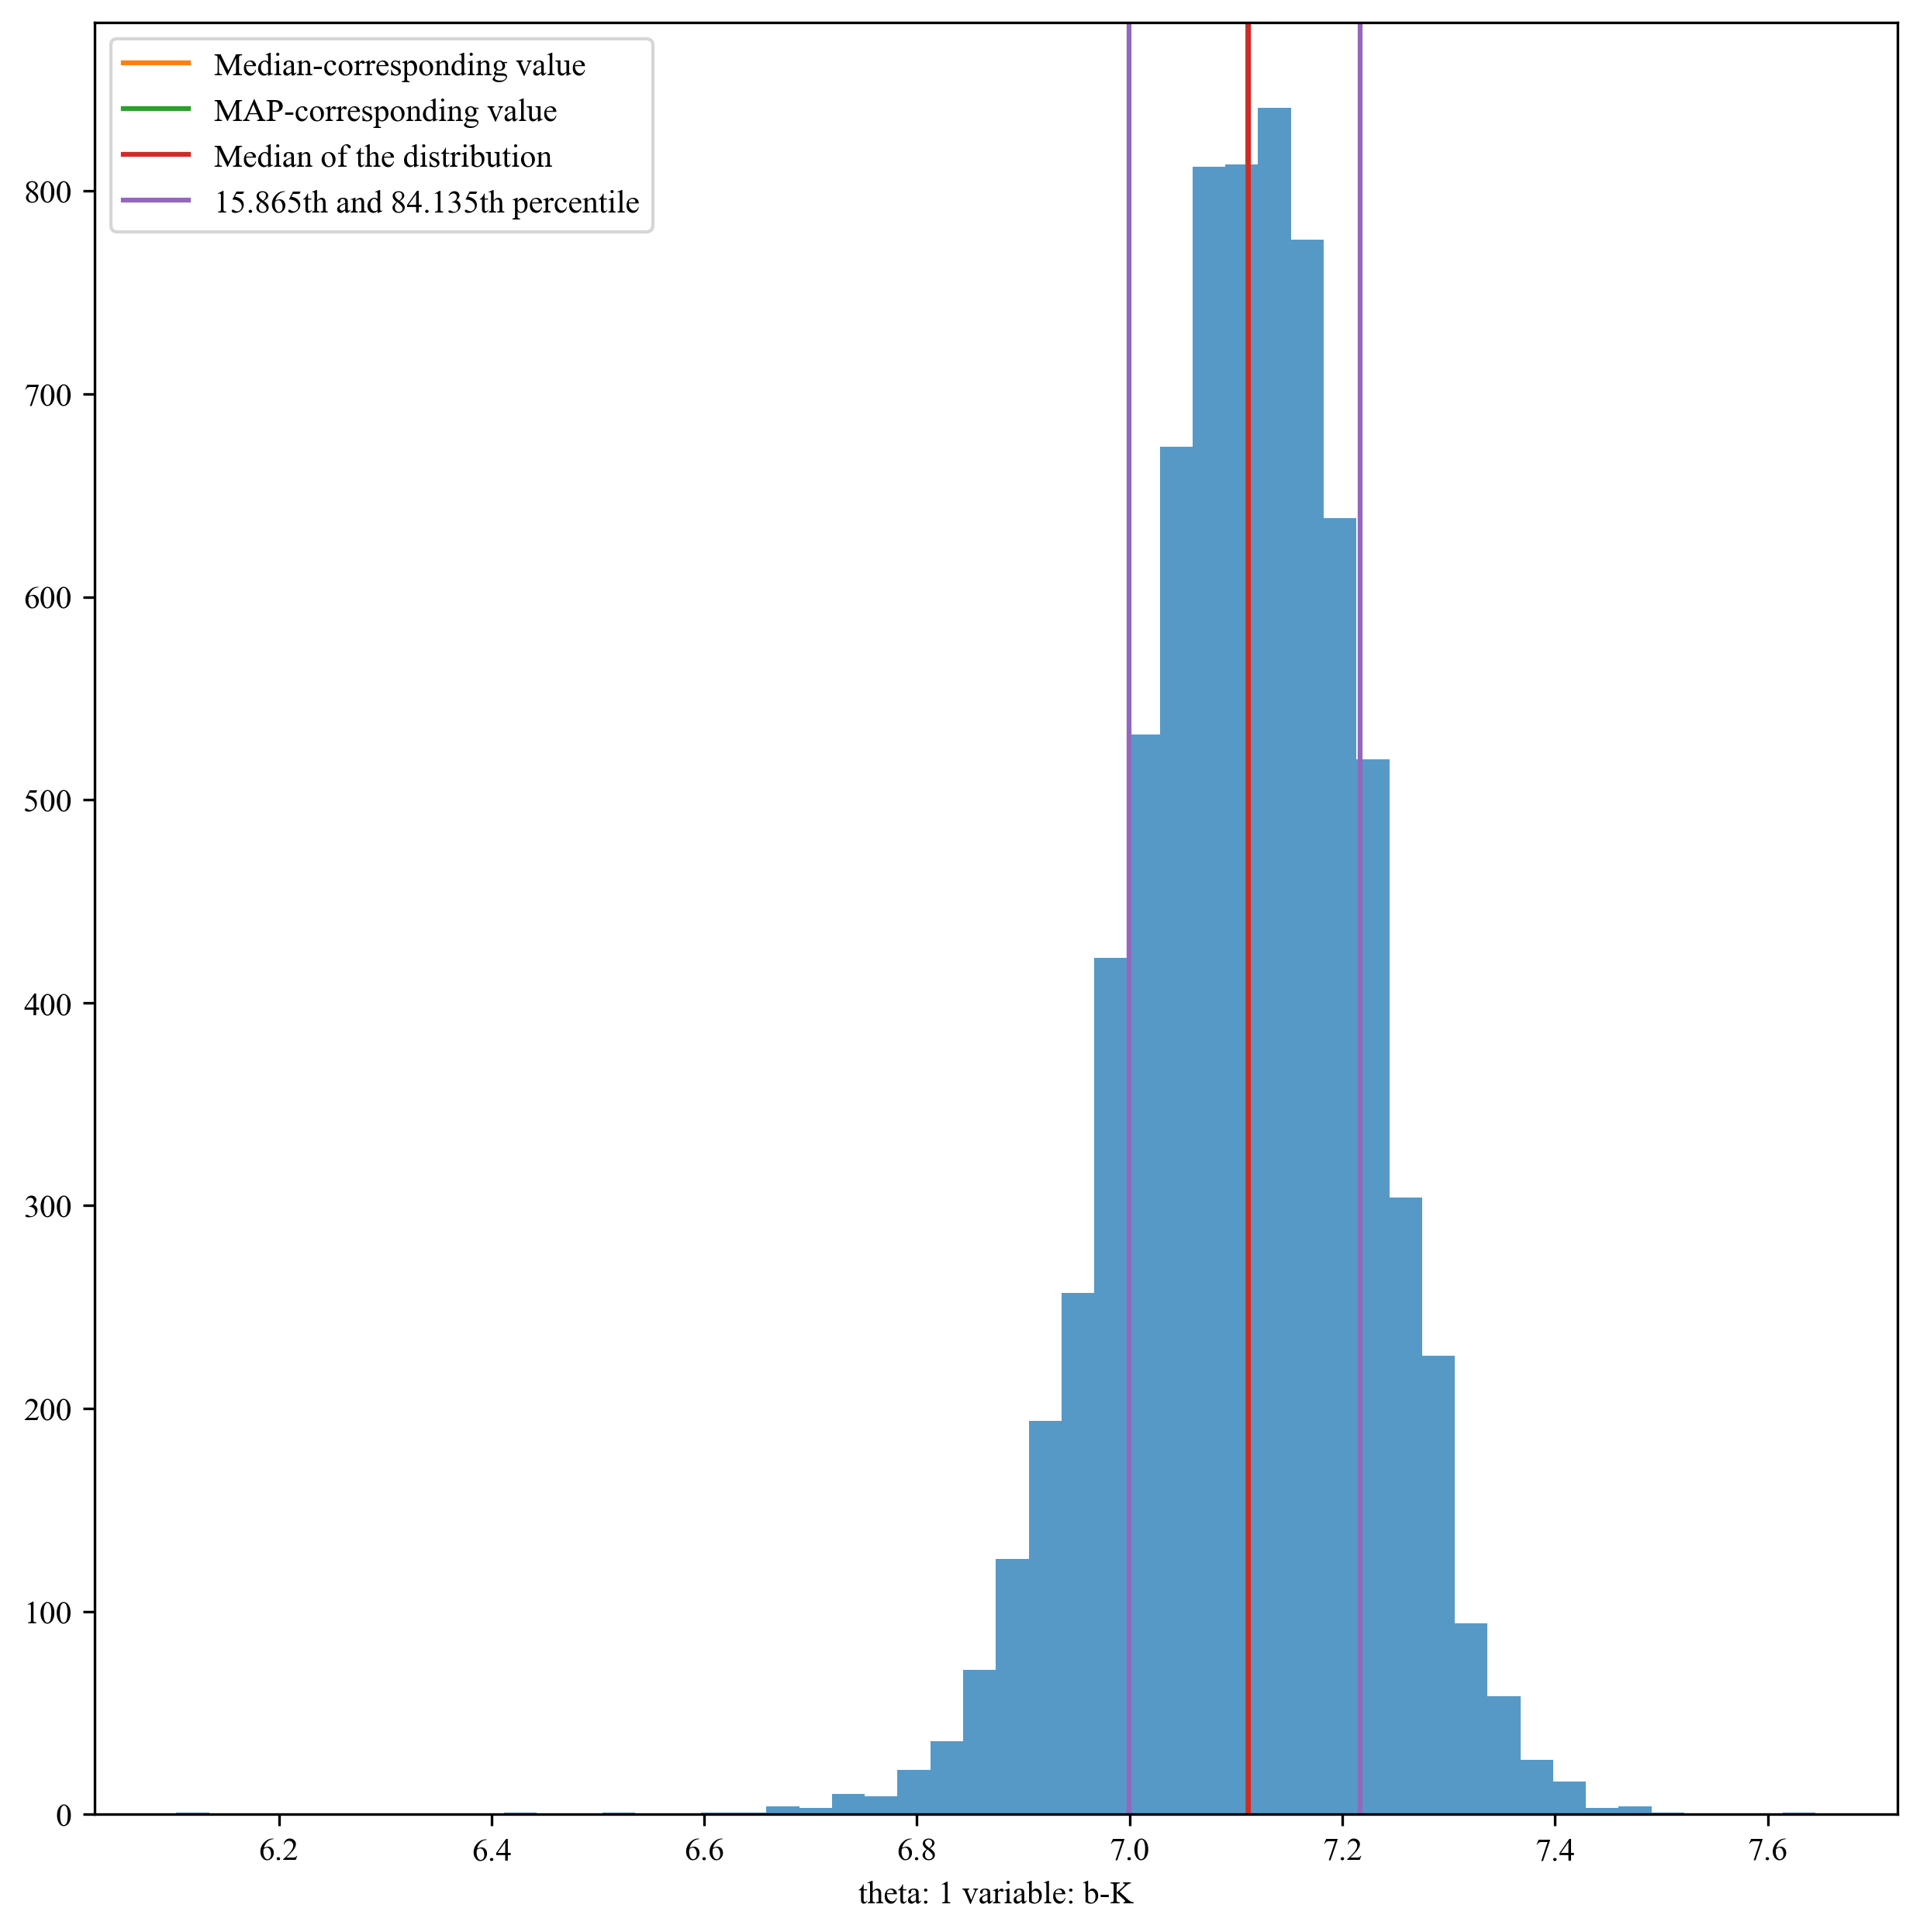 Median-corresponding value
MAP-corresponding value
Median of the distribution
15.865th and 84.135th percentile
800
700
600
500
400
300
200
100
0
6.2 6.4 6.6 6.8 7.0 7.2 7.4 7.6
theta: 1 variable: b-K